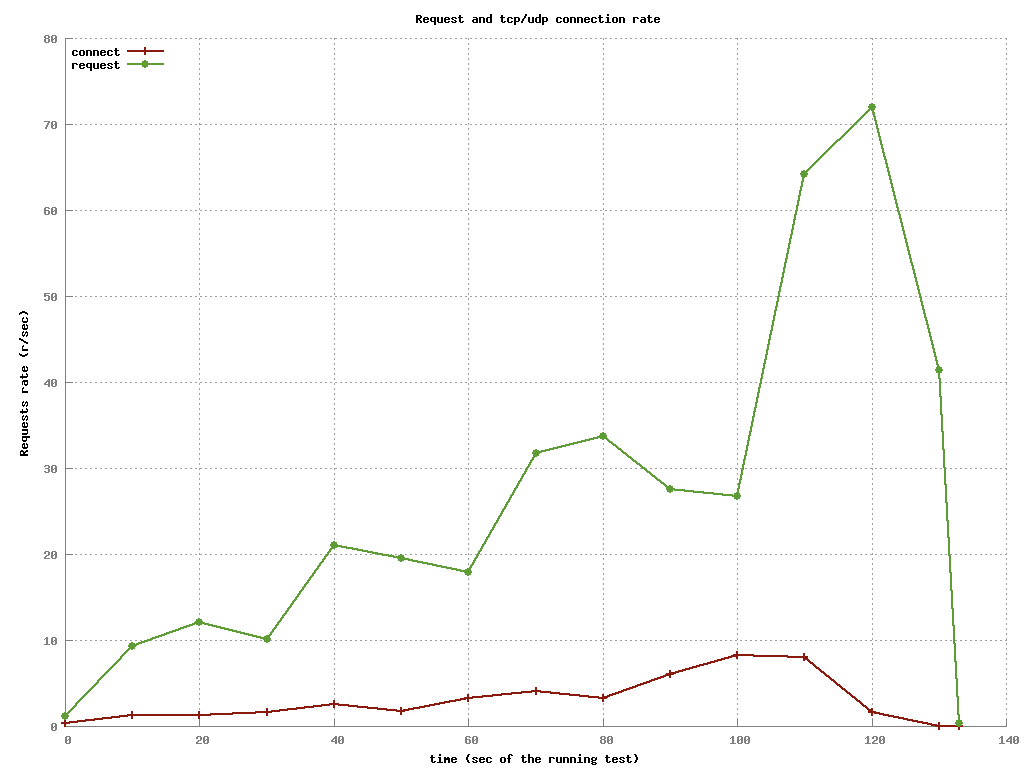 Request and tcp/udp connection rate
connect
request
80
70
60
50
40
30
20
10
0
Requests rate (r/sec)
0 20 40 60 80 100 120 140
time (sec of the running test)